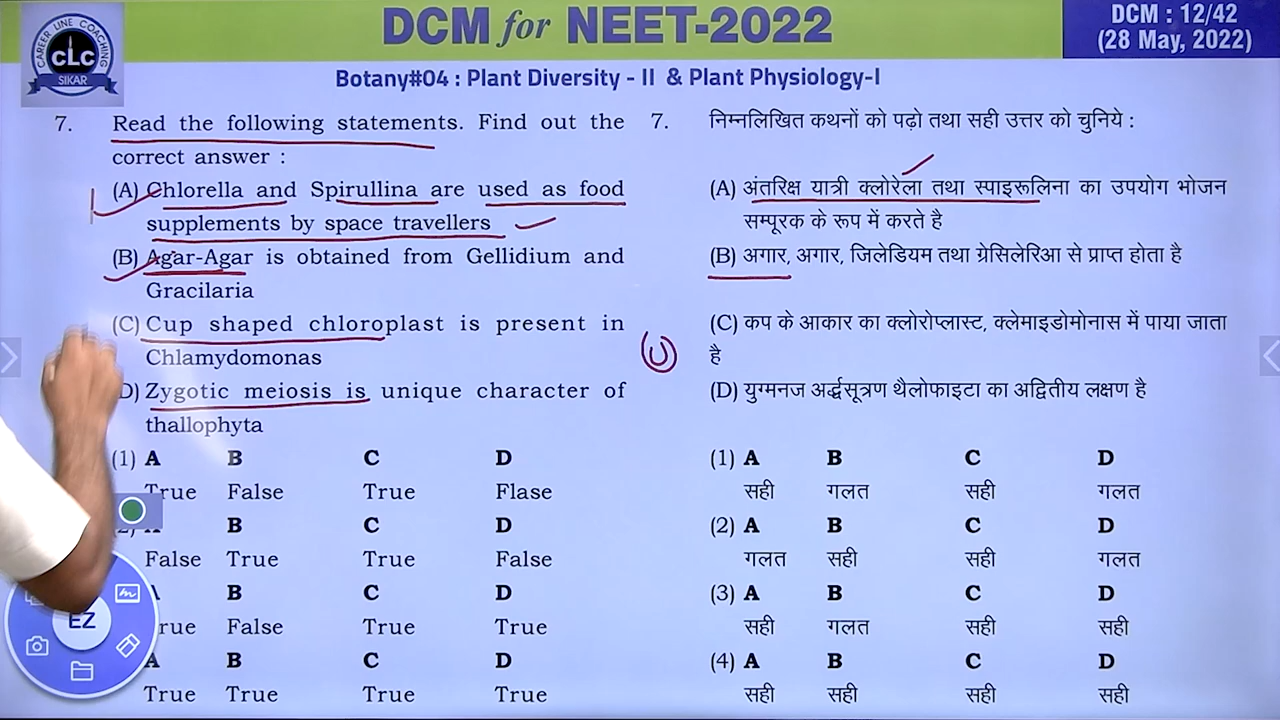 DCM for NEET-2022
DCM : 12/42
(28 May, 2022)
CAREER LINE COACHING
CLC
SIKAR
Botany#04 : Plant Diversity - II & Plant Physiology-I
7. Read the following statements. Find out the
correct answer :
(A) Chlorella and Spirullina are used as food
supplements by space travellers
(B) Agar-Agar is obtained from Gellidium and
Gracilaria
(C) Cup shaped chloroplast is present in
Chlamydomonas
D) Zygotic meiosis is unique character of
thallophyta
(1) A B C D
True False True Flase
B C D
False True True False
A B C D
True False True True
A B C D
True True True True
7. निम्नलिखित कथनों को पढ़ो तथा सही उत्तर को चुनिये :
(A) अंतरिक्ष यात्री क्लोरेला तथा स्पाइरूलिना का उपयोग भोजन
सम्पूरक के रूप में करते है
(B) अगार, अगार, जिलेडियम तथा ग्रेसिलेरिआ से प्राप्त होता है
(C) कप के आकार का क्लोरोप्लास्ट, क्लेमाइडोमोनास में पाया जाता
है
(D) युग्मनज अर्द्धसूत्रण थैलोफाइटा का अद्वितीय लक्षण है
(1) A B C D
सही गलत सही गलत
(2) A B C D
गलत सही सही गलत
(3) A B C D
सही गलत सही सही
(4) A B C D
सही सही सही सही
EZ